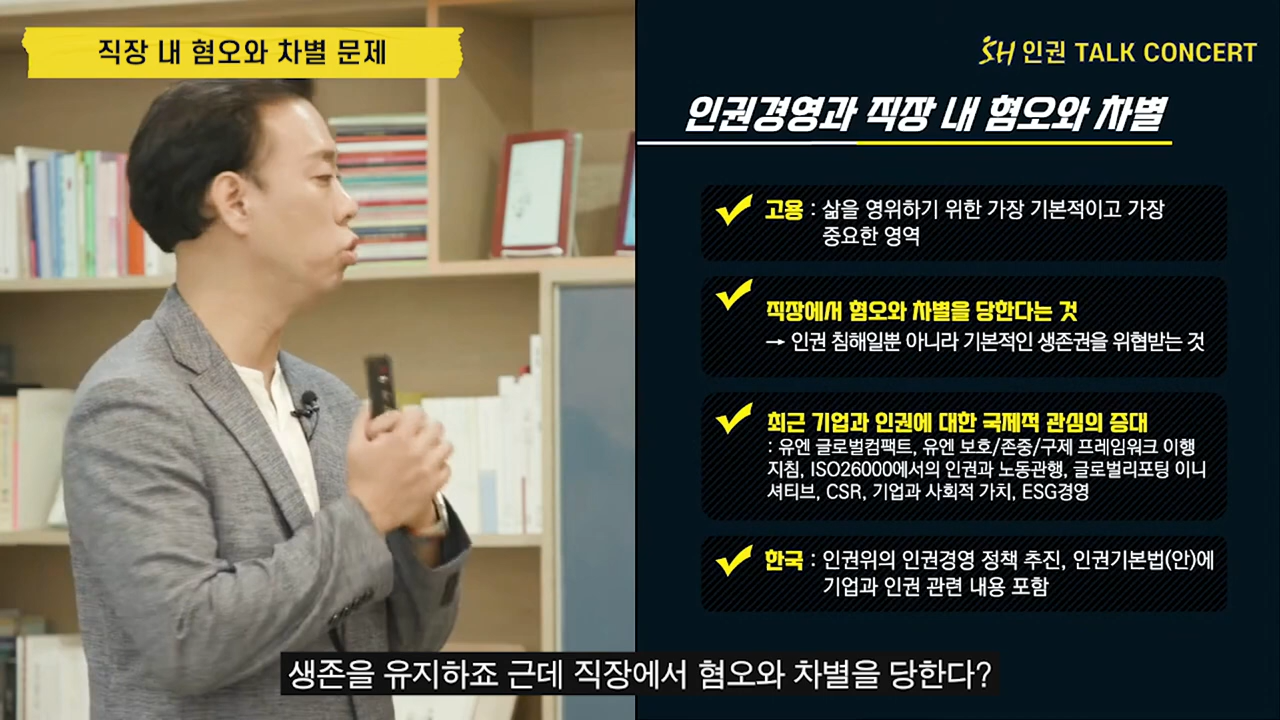 직장 내 혐오와 차별 문제
SH 인권 TALK CONCERT
인권경영과 직장 내 혐오와 차별
고용 : 삶을 영위하기 위한 가장 기본적이고 가장
중요한 영역
직장에서 혐오와 차별을 당한다는 것
→ 인권 침해일뿐 아니라 기본적인 생존권을 위협받는 것
최근 기업과 인권에 대한 국제적 관심의 증대
: 유엔 글로벌컴팩트, 유엔 보호/존중/구제 프레임워크 이행
지침, ISO26000에서의 인권과 노동관행, 글로벌리포팅 이니
셔티브, CSR, 기업과 사회적 가치, ESG경영
한국 : 인권위의 인권경영 정책 추진, 인권기본법(안)에
기업과 인권 관련 내용 포함
생존을 유지하죠 근데 직장에서 혐오와 차별을 당한다?